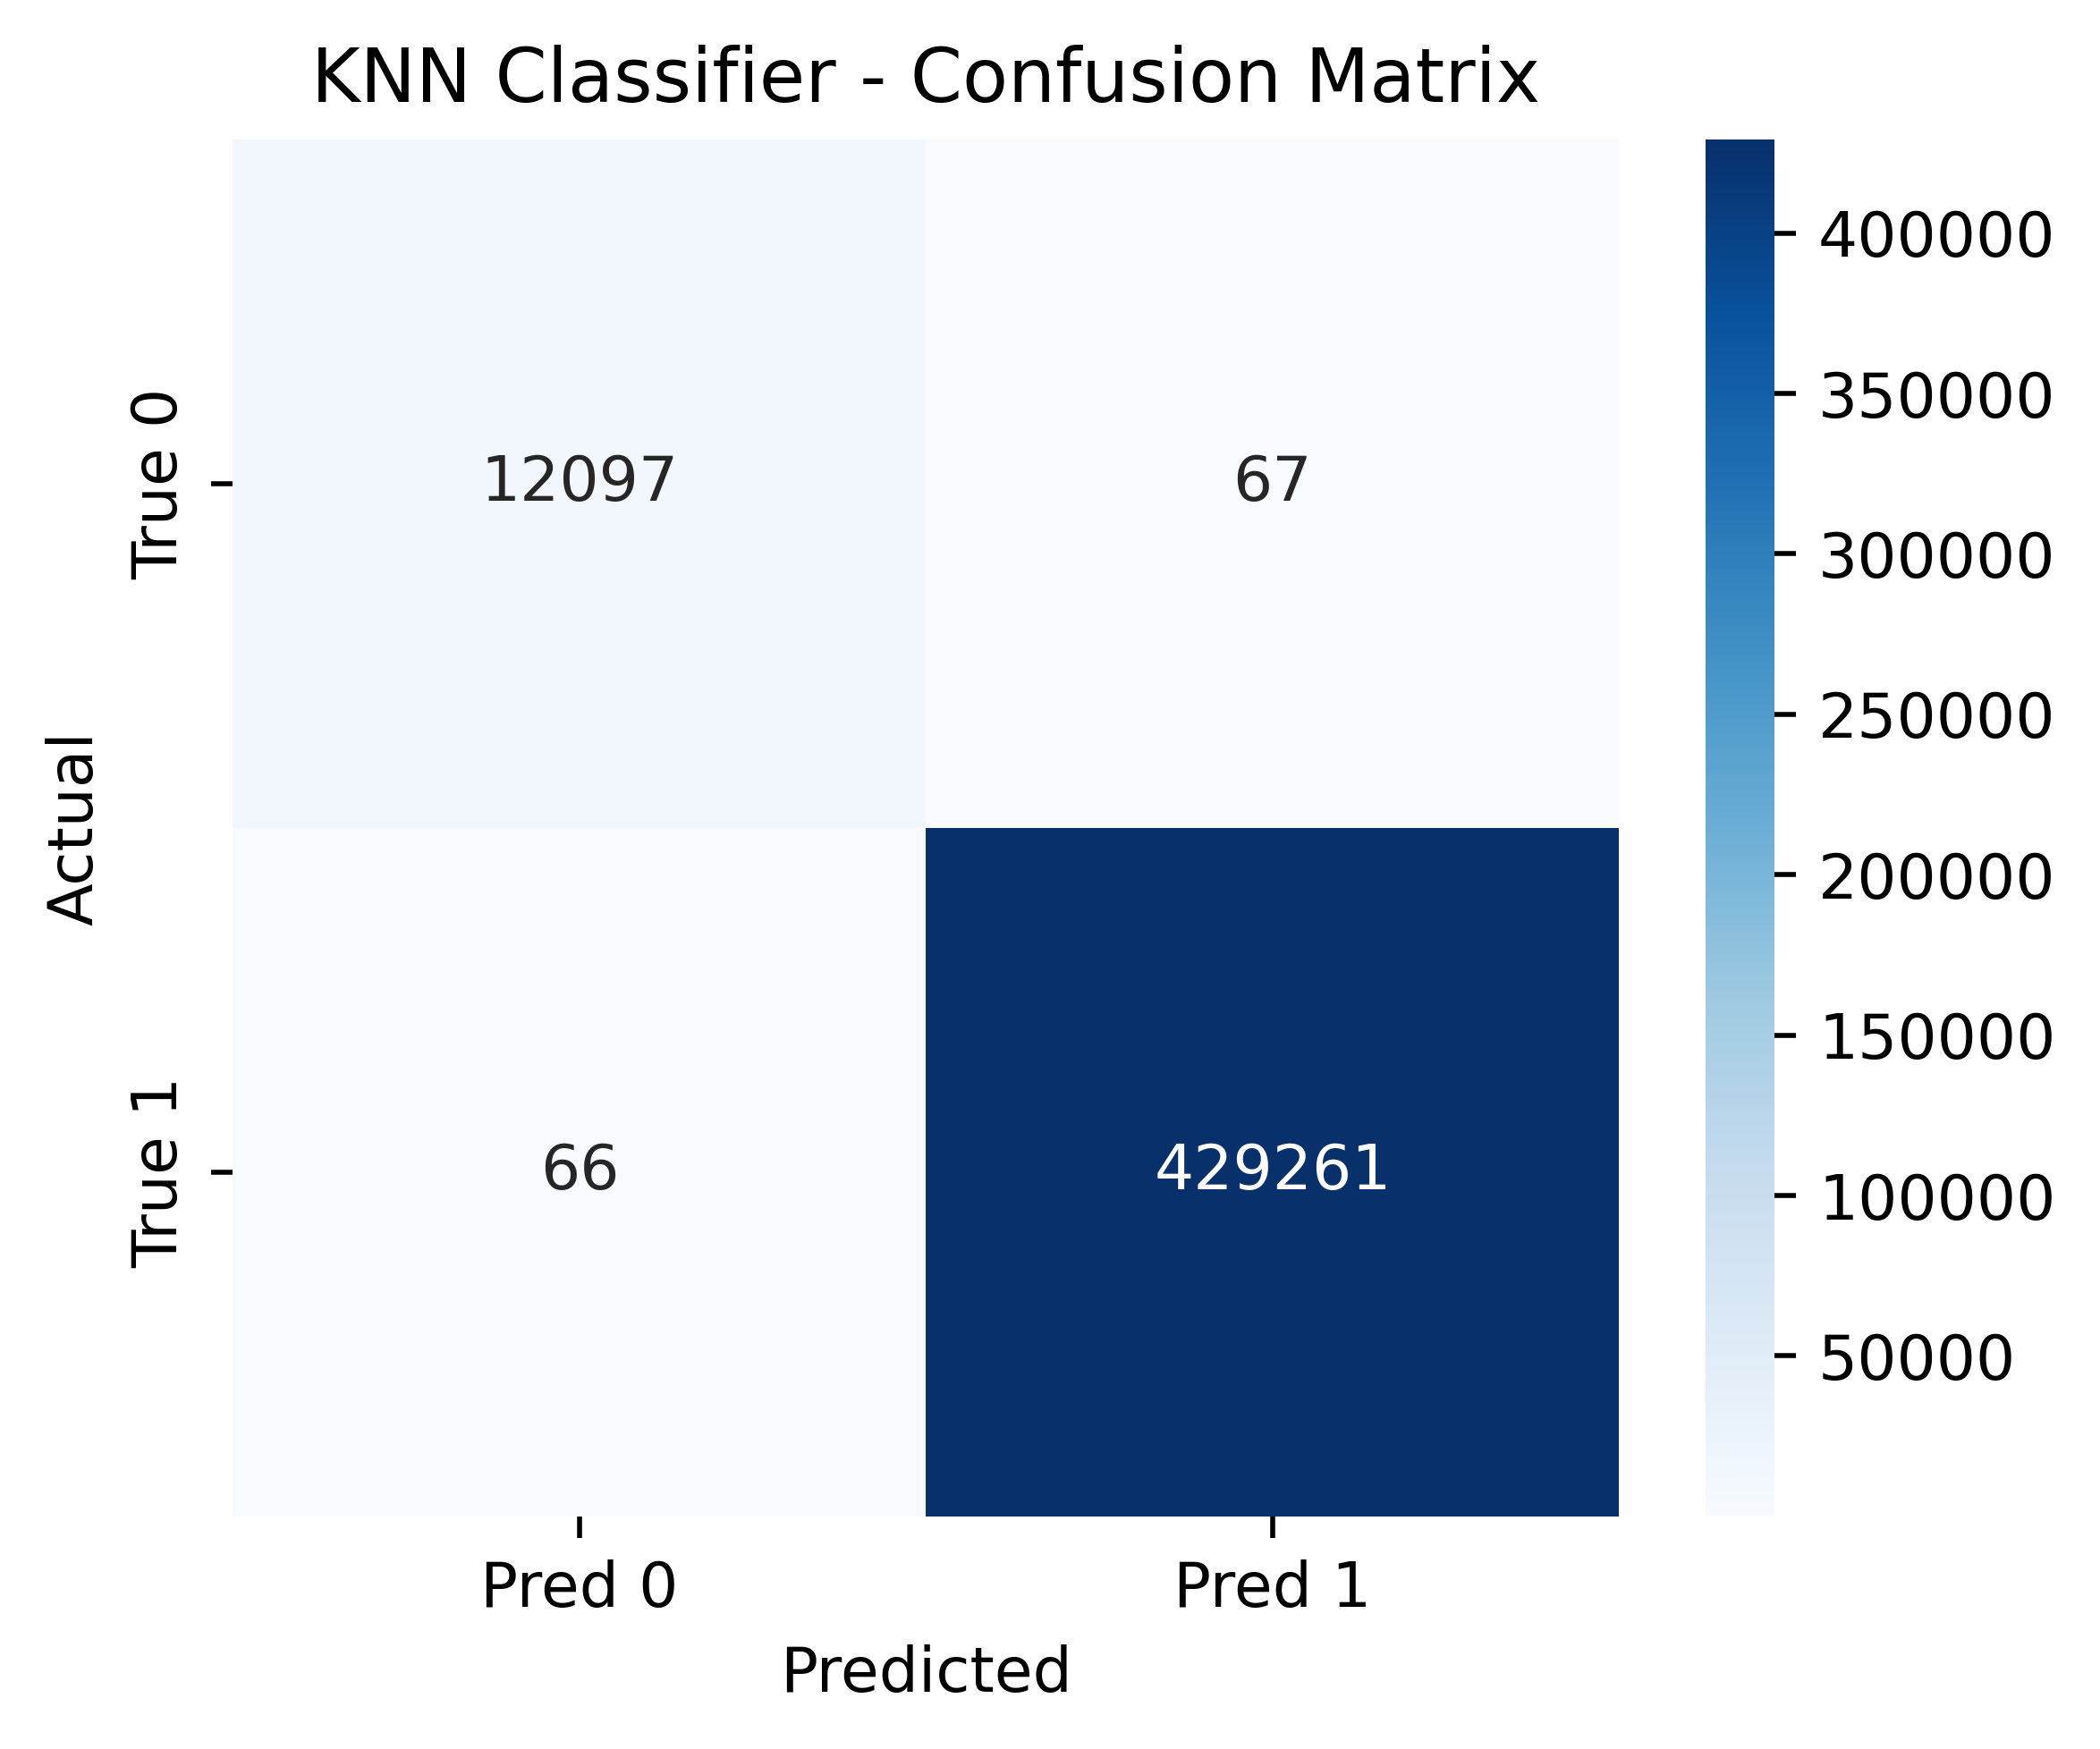 KNN Classifier - Confusion Matrix
Actual
True 0
True 1
12097
67
66
429261
Pred 0
Pred 1
Predicted
400000
350000
300000
250000
200000
150000
100000
50000